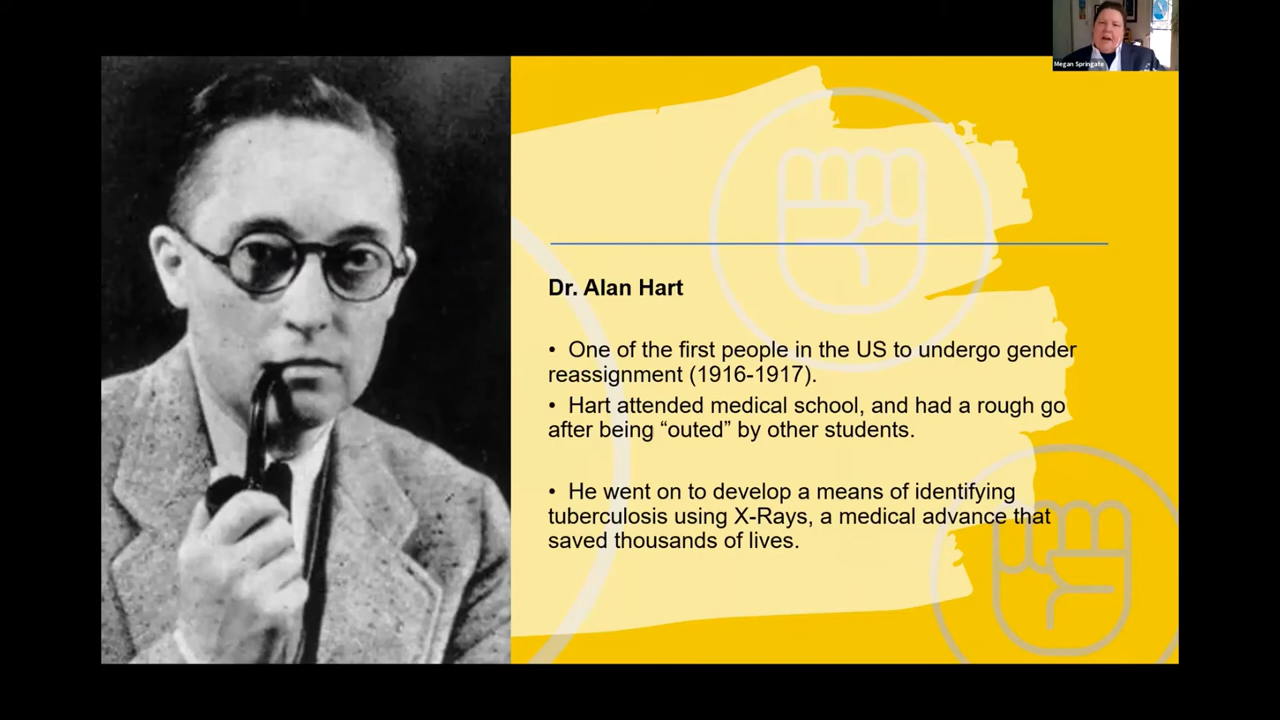 Megan Springate
Dr. Alan Hart
• One of the first people in the US to undergo gender
reassignment (1916-1917).
• Hart attended medical school, and had a rough go
after being “outed” by other students.
• He went on to develop a means of identifying
tuberculosis using X-Rays, a medical advance that
saved thousands of lives.